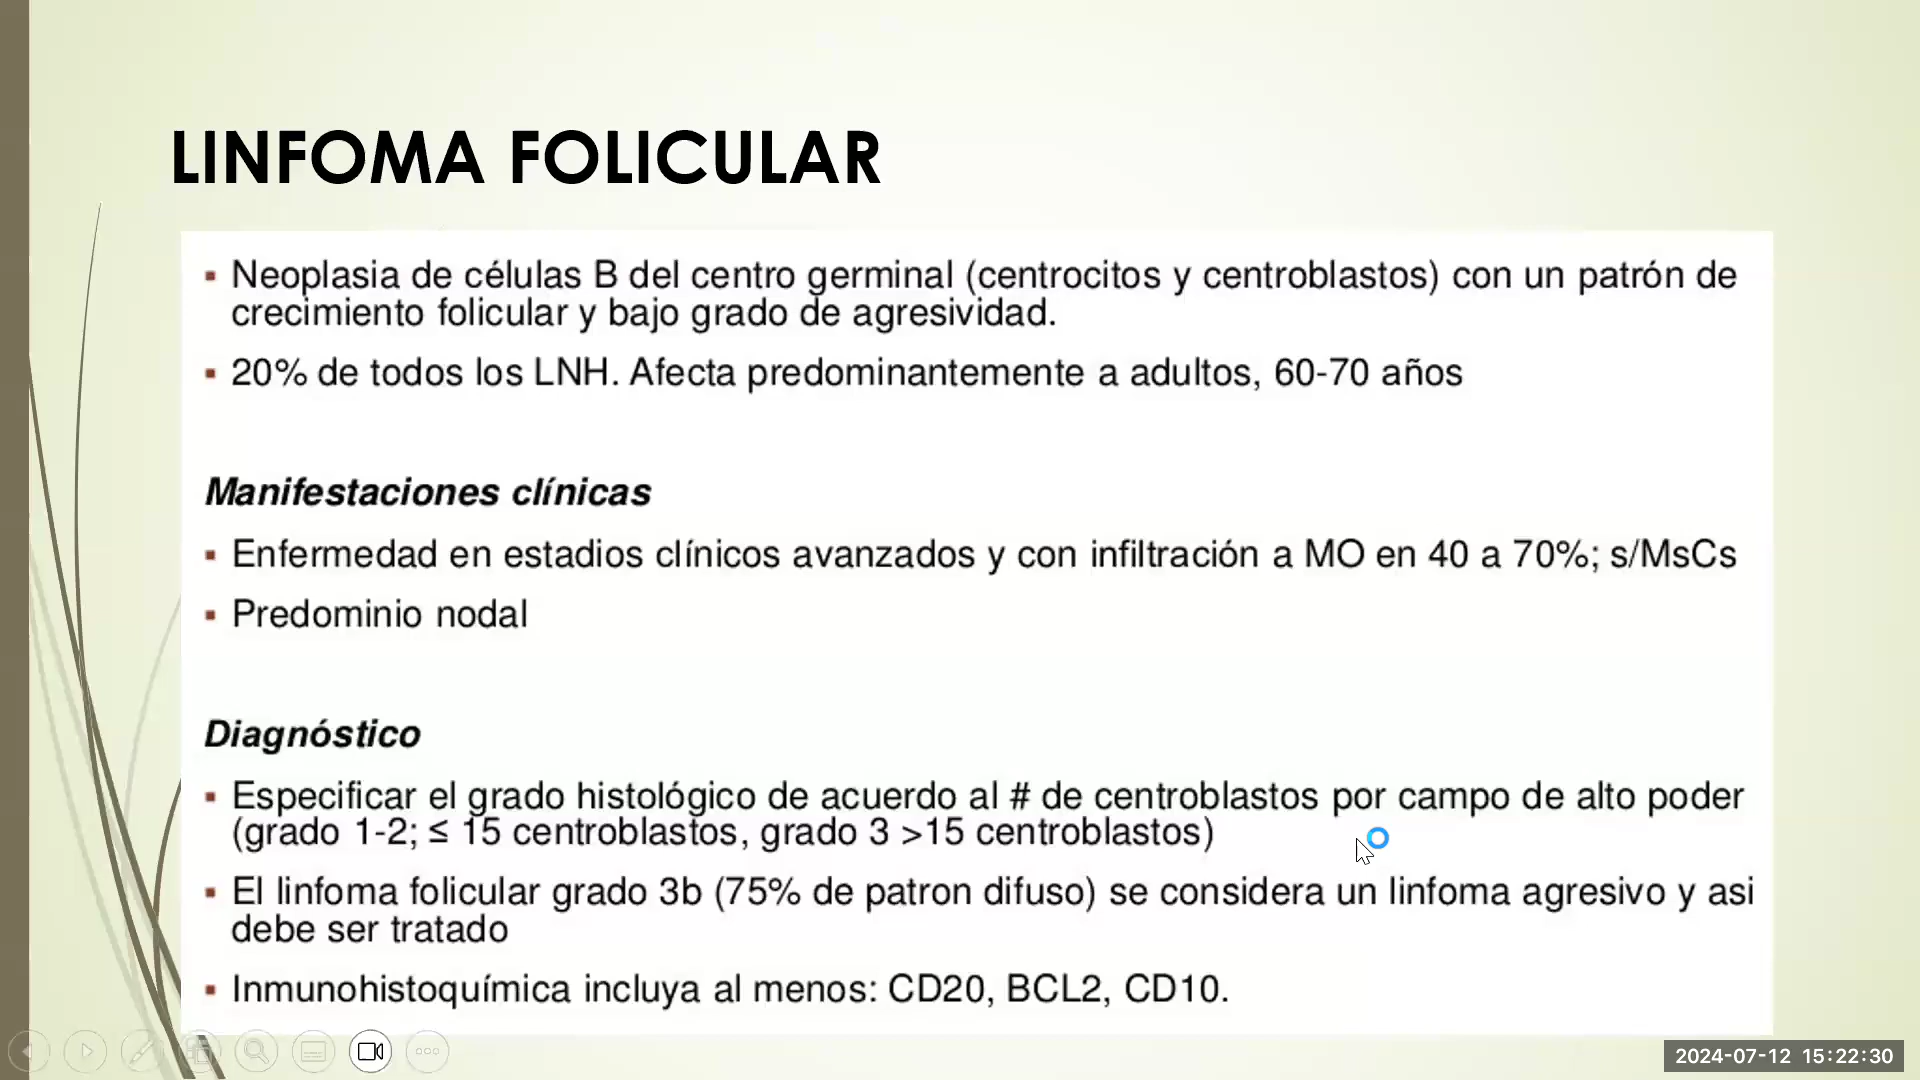 LINFOMA FOLICULAR
▪ Neoplasia de células B del centro germinal (centrocitos y centroblastos) con un patrón de
crecimiento folicular y bajo grado de agresividad.
▪ 20% de todos los LNH. Afecta predominantemente a adultos, 60-70 años
Manifestaciones clínicas
▪ Enfermedad en estadios clínicos avanzados y con infiltración a MO en 40 a 70%; s/MsCs
▪ Predominio nodal
Diagnóstico
▪ Especificar el grado histológico de acuerdo al # de centroblastos por campo de alto poder
(grado 1-2; ≤ 15 centroblastos, grado 3 >15 centroblastos)
▪ El linfoma folicular grado 3b (75% de patron difuso) se considera un linfoma agresivo y asi
debe ser tratado
▪ Inmunohistoquímica incluya al menos: CD20, BCL2, CD10.
2024-07-12 15:22:30